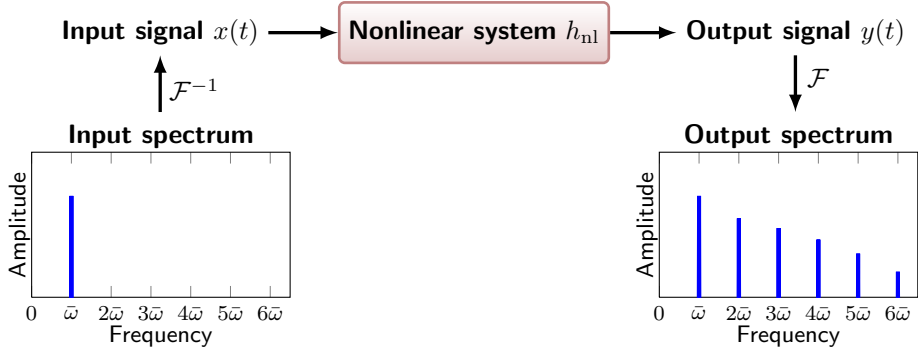 Input signal x(t)
Nonlinear system hₙₗ
Output signal y(t)
ℱ⁻¹
ℱ
Input spectrum
Output spectrum
Amplitude
0 ω̄ 2ω̄ 3ω̄ 4ω̄ 5ω̄ 6ω̄
Frequency
Amplitude
0 ω̄ 2ω̄ 3ω̄ 4ω̄ 5ω̄ 6ω̄
Frequency